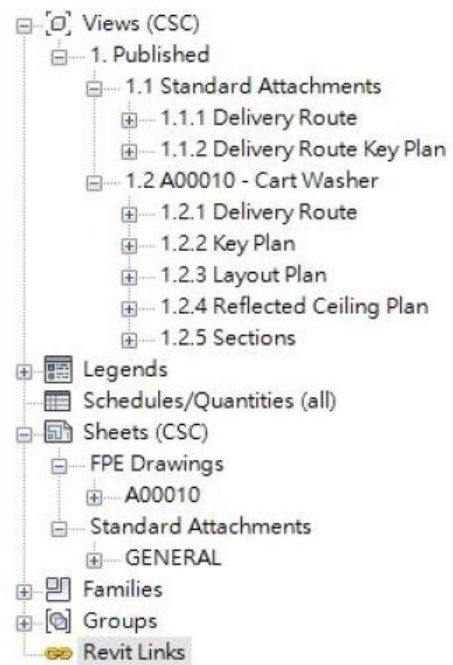 Views (CSC)
1. Published
1.1 Standard Attachments
1.1.1 Delivery Route
1.1.2 Delivery Route Key Plan
1.2 A00010 - Cart Washer
1.2.1 Delivery Route
1.2.2 Key Plan
1.2.3 Layout Plan
1.2.4 Reflected Ceiling Plan
1.2.5 Sections
Legends
Schedules/Quantities (all)
Sheets (CSC)
FPE Drawings
A00010
Standard Attachments
GENERAL
Families
Groups
Revit Links